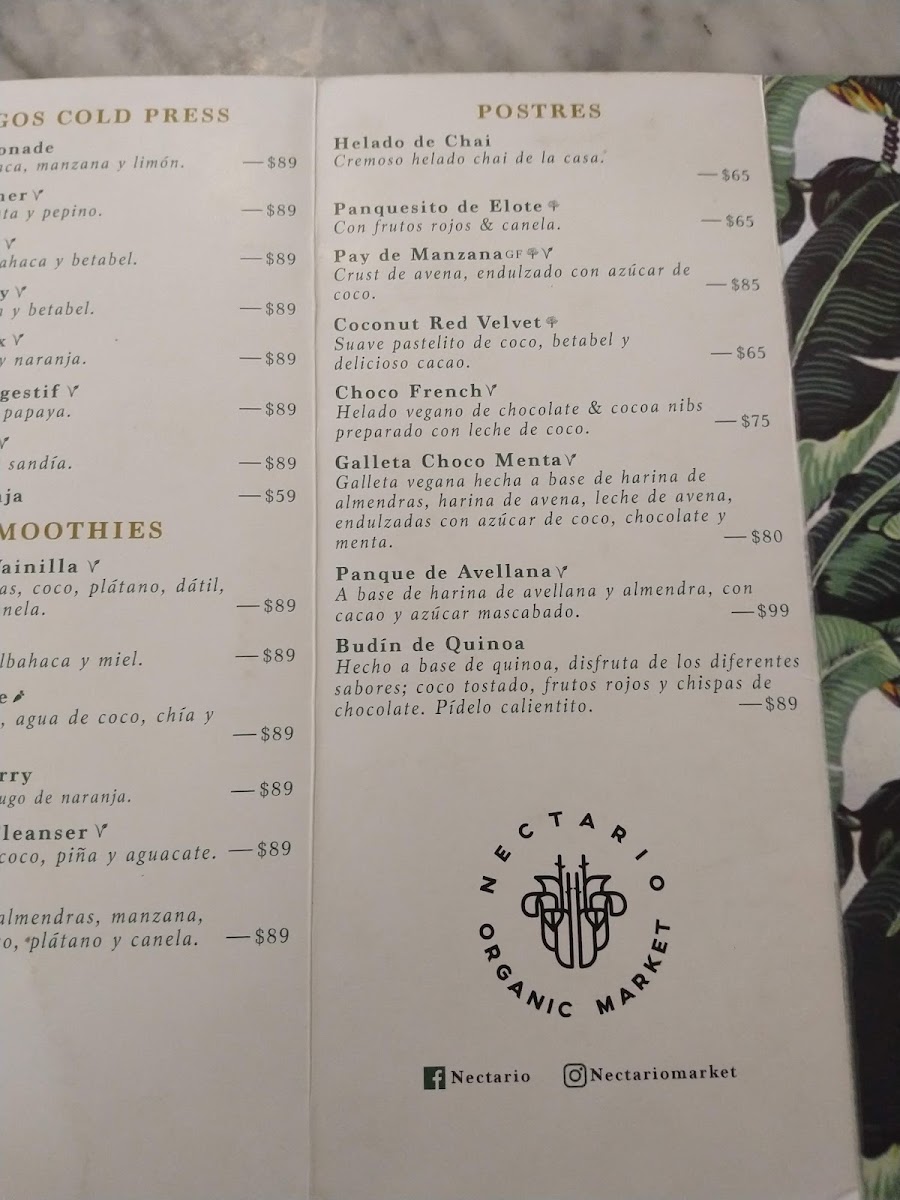 GOS COLD PRESS
onade
aca, manzana y limón. —$89
ner V
ta y pepino. —$89
V
ahaca y betabel. —$89
y V
a y betabel. —$89
x V
y naranja. —$89
gestif V
papaya. —$89
V
sandía. —$89
ja —$59
MOOTHIES
Vainilla V
as, coco, plátano, dátil,
nela. —$89
lbahaca y miel. —$89
e
, agua de coco, chía y
—$89
rry
ugo de naranja. —$89
leanser V
coco, piña y aguacate. —$89
almendras, manzana,
o, plátano y canela. —$89
POSTRES
Helado de Chai
Cremoso helado chai de la casa.
—$65
Panquesito de Elote
Con frutos rojos & canela. —$65
Pay de Manzana GF V
Crust de avena, endulzado con azúcar de
coco. —$85
Coconut Red Velvet
Suave pastelito de coco, betabel y
delicioso cacao. —$65
Choco French V
Helado vegano de chocolate & cocoa nibs
preparado con leche de coco. —$75
Galleta Choco Menta V
Galleta vegana hecha a base de harina de
almendras, harina de avena, leche de avena,
endulzadas con azúcar de coco, chocolate y
menta. —$80
Panque de Avellana V
A base de harina de avellana y almendra, con
cacao y azúcar mascabado. —$99
Budín de Quinoa
Hecho a base de quinoa, disfruta de los diferentes
sabores; coco tostado, frutos rojos y chispas de
chocolate. Pídelo calientito. —$89
NECTARIO
ORGANIC MARKET
Nectario
Nectariomarket